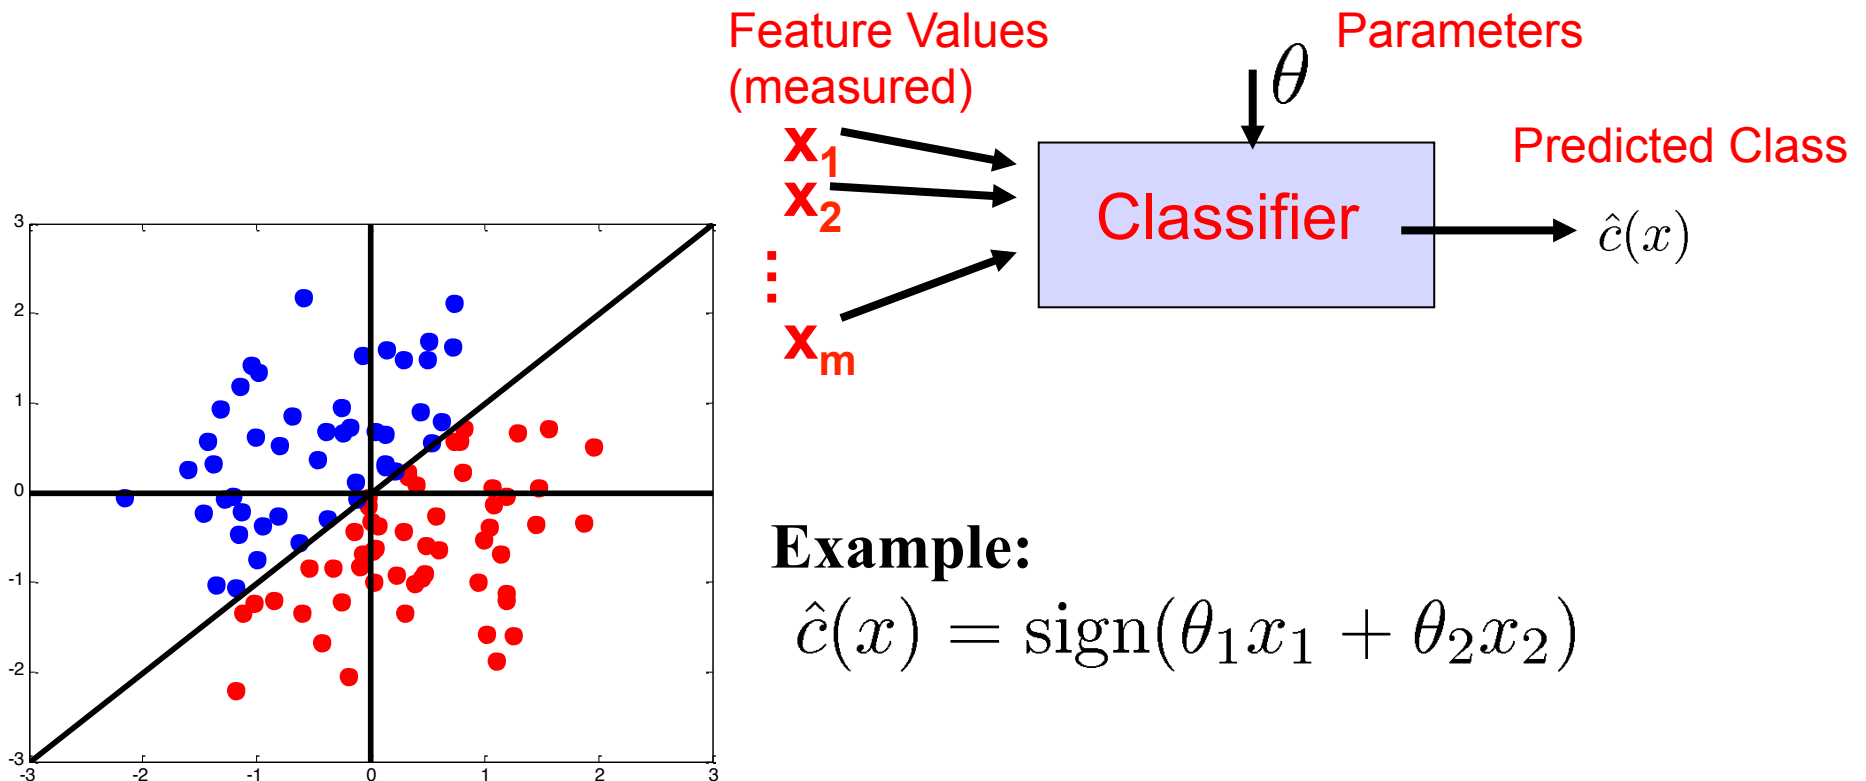 Feature Values
(measured)
Parameters
θ
x1
x2
⋮
xm
Classifier
Predicted Class
ĉ(x)
3
2
1
0
-1
-2
-3
-3 -2 -1 0 1 2 3
Example:
ĉ(x) = sign(θ1x1 + θ2x2)